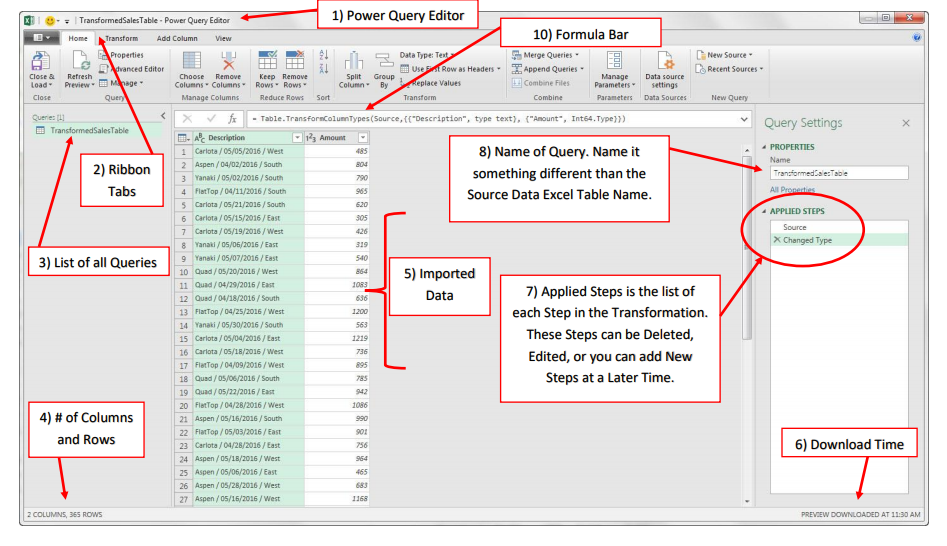 1) Power Query Editor
TransformedSalesTable - Power Query Editor
Home Transform Add Column View
10) Formula Bar
Close & Load
Refresh Preview
Properties
Advanced Editor
Manage
Choose Columns
Remove Columns
Keep Rows
Remove Rows
Split Column
Group By
Data Type: Text
Use First Row as Headers
Replace Values
Merge Queries
Append Queries
Combine Files
Manage Parameters
Data source settings
New Source
Recent Sources
Close Query Manage Columns Reduce Rows Sort Transform Combine Parameters Data Sources New Query
Queries [1]
TransformedSalesTable
= Table.TransformColumnTypes(Source,{{"Description", type text}, {"Amount", Int64.Type}})
Description Amount
1 Carlota / 05/05/2016 / West 485
2 Aspen / 04/02/2016 / South 804
3 Yanaki / 05/02/2016 / South 790
4 FlatTop / 04/11/2016 / South 965
5 Carlota / 05/21/2016 / South 620
6 Carlota / 05/15/2016 / East 305
7 Carlota / 05/19/2016 / West 426
8 Yanaki / 05/06/2016 / East 319
9 Yanaki / 05/07/2016 / East 540
10 Quad / 05/20/2016 / West 864
11 Quad / 04/29/2016 / East 1083
12 Quad / 04/18/2016 / South 636
13 FlatTop / 04/25/2016 / West 1200
14 Yanaki / 05/30/2016 / South 563
15 Carlota / 05/04/2016 / East 1219
16 Carlota / 05/18/2016 / West 736
17 FlatTop / 04/09/2016 / West 895
18 Quad / 05/06/2016 / South 785
19 Quad / 05/22/2016 / East 942
20 FlatTop / 04/28/2016 / West 1086
21 Aspen / 05/16/2016 / South 990
22 FlatTop / 05/03/2016 / East 901
23 Carlota / 04/28/2016 / East 756
24 Aspen / 05/18/2016 / West 964
25 Aspen / 05/06/2016 / East 465
26 Aspen / 05/28/2016 / West 683
27 Aspen / 05/16/2016 / West 1168
2) Ribbon
Tabs
3) List of all Queries
4) # of Columns
and Rows
5) Imported
Data
8) Name of Query. Name it
something different than the
Source Data Excel Table Name.
7) Applied Steps is the list of
each Step in the Transformation.
These Steps can be Deleted,
Edited, or you can add New
Steps at a Later Time.
Query Settings
PROPERTIES
Name
TransformedSalesTable
All Properties
APPLIED STEPS
Source
Changed Type
6) Download Time
2 COLUMNS, 365 ROWS
PREVIEW DOWNLOADED AT 11:30 AM